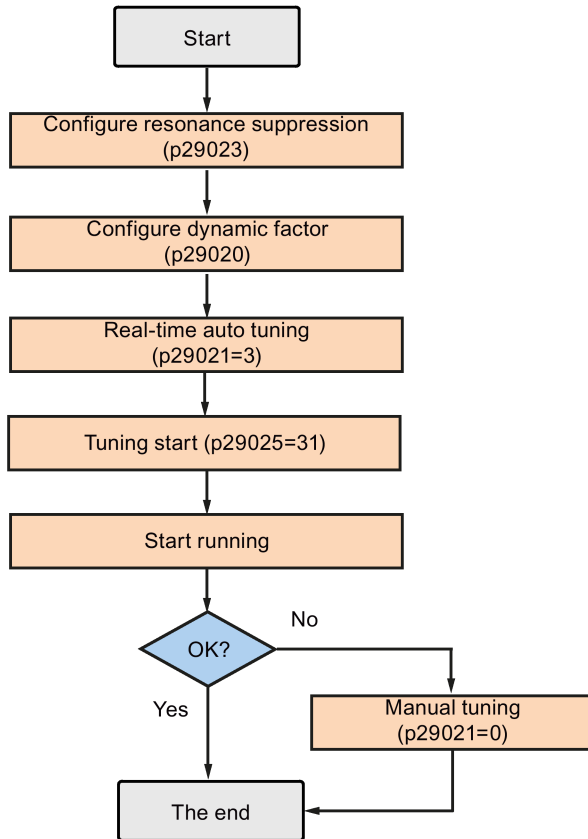 Start
Configure resonance suppression
(p29023)
Configure dynamic factor
(p29020)
Real-time auto tuning
(p29021=3)
Tuning start (p29025=31)
Start running
OK?
No
Yes
Manual tuning
(p29021=0)
The end